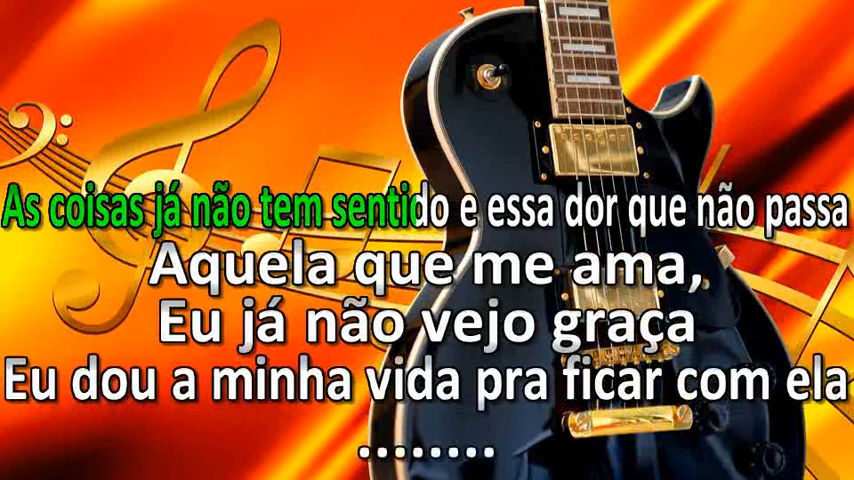 As coisas já não tem sentido e essa dor que não passa
Aquela que me ama,
Eu já não vejo graça
Eu dou a minha vida pra ficar com ela
........